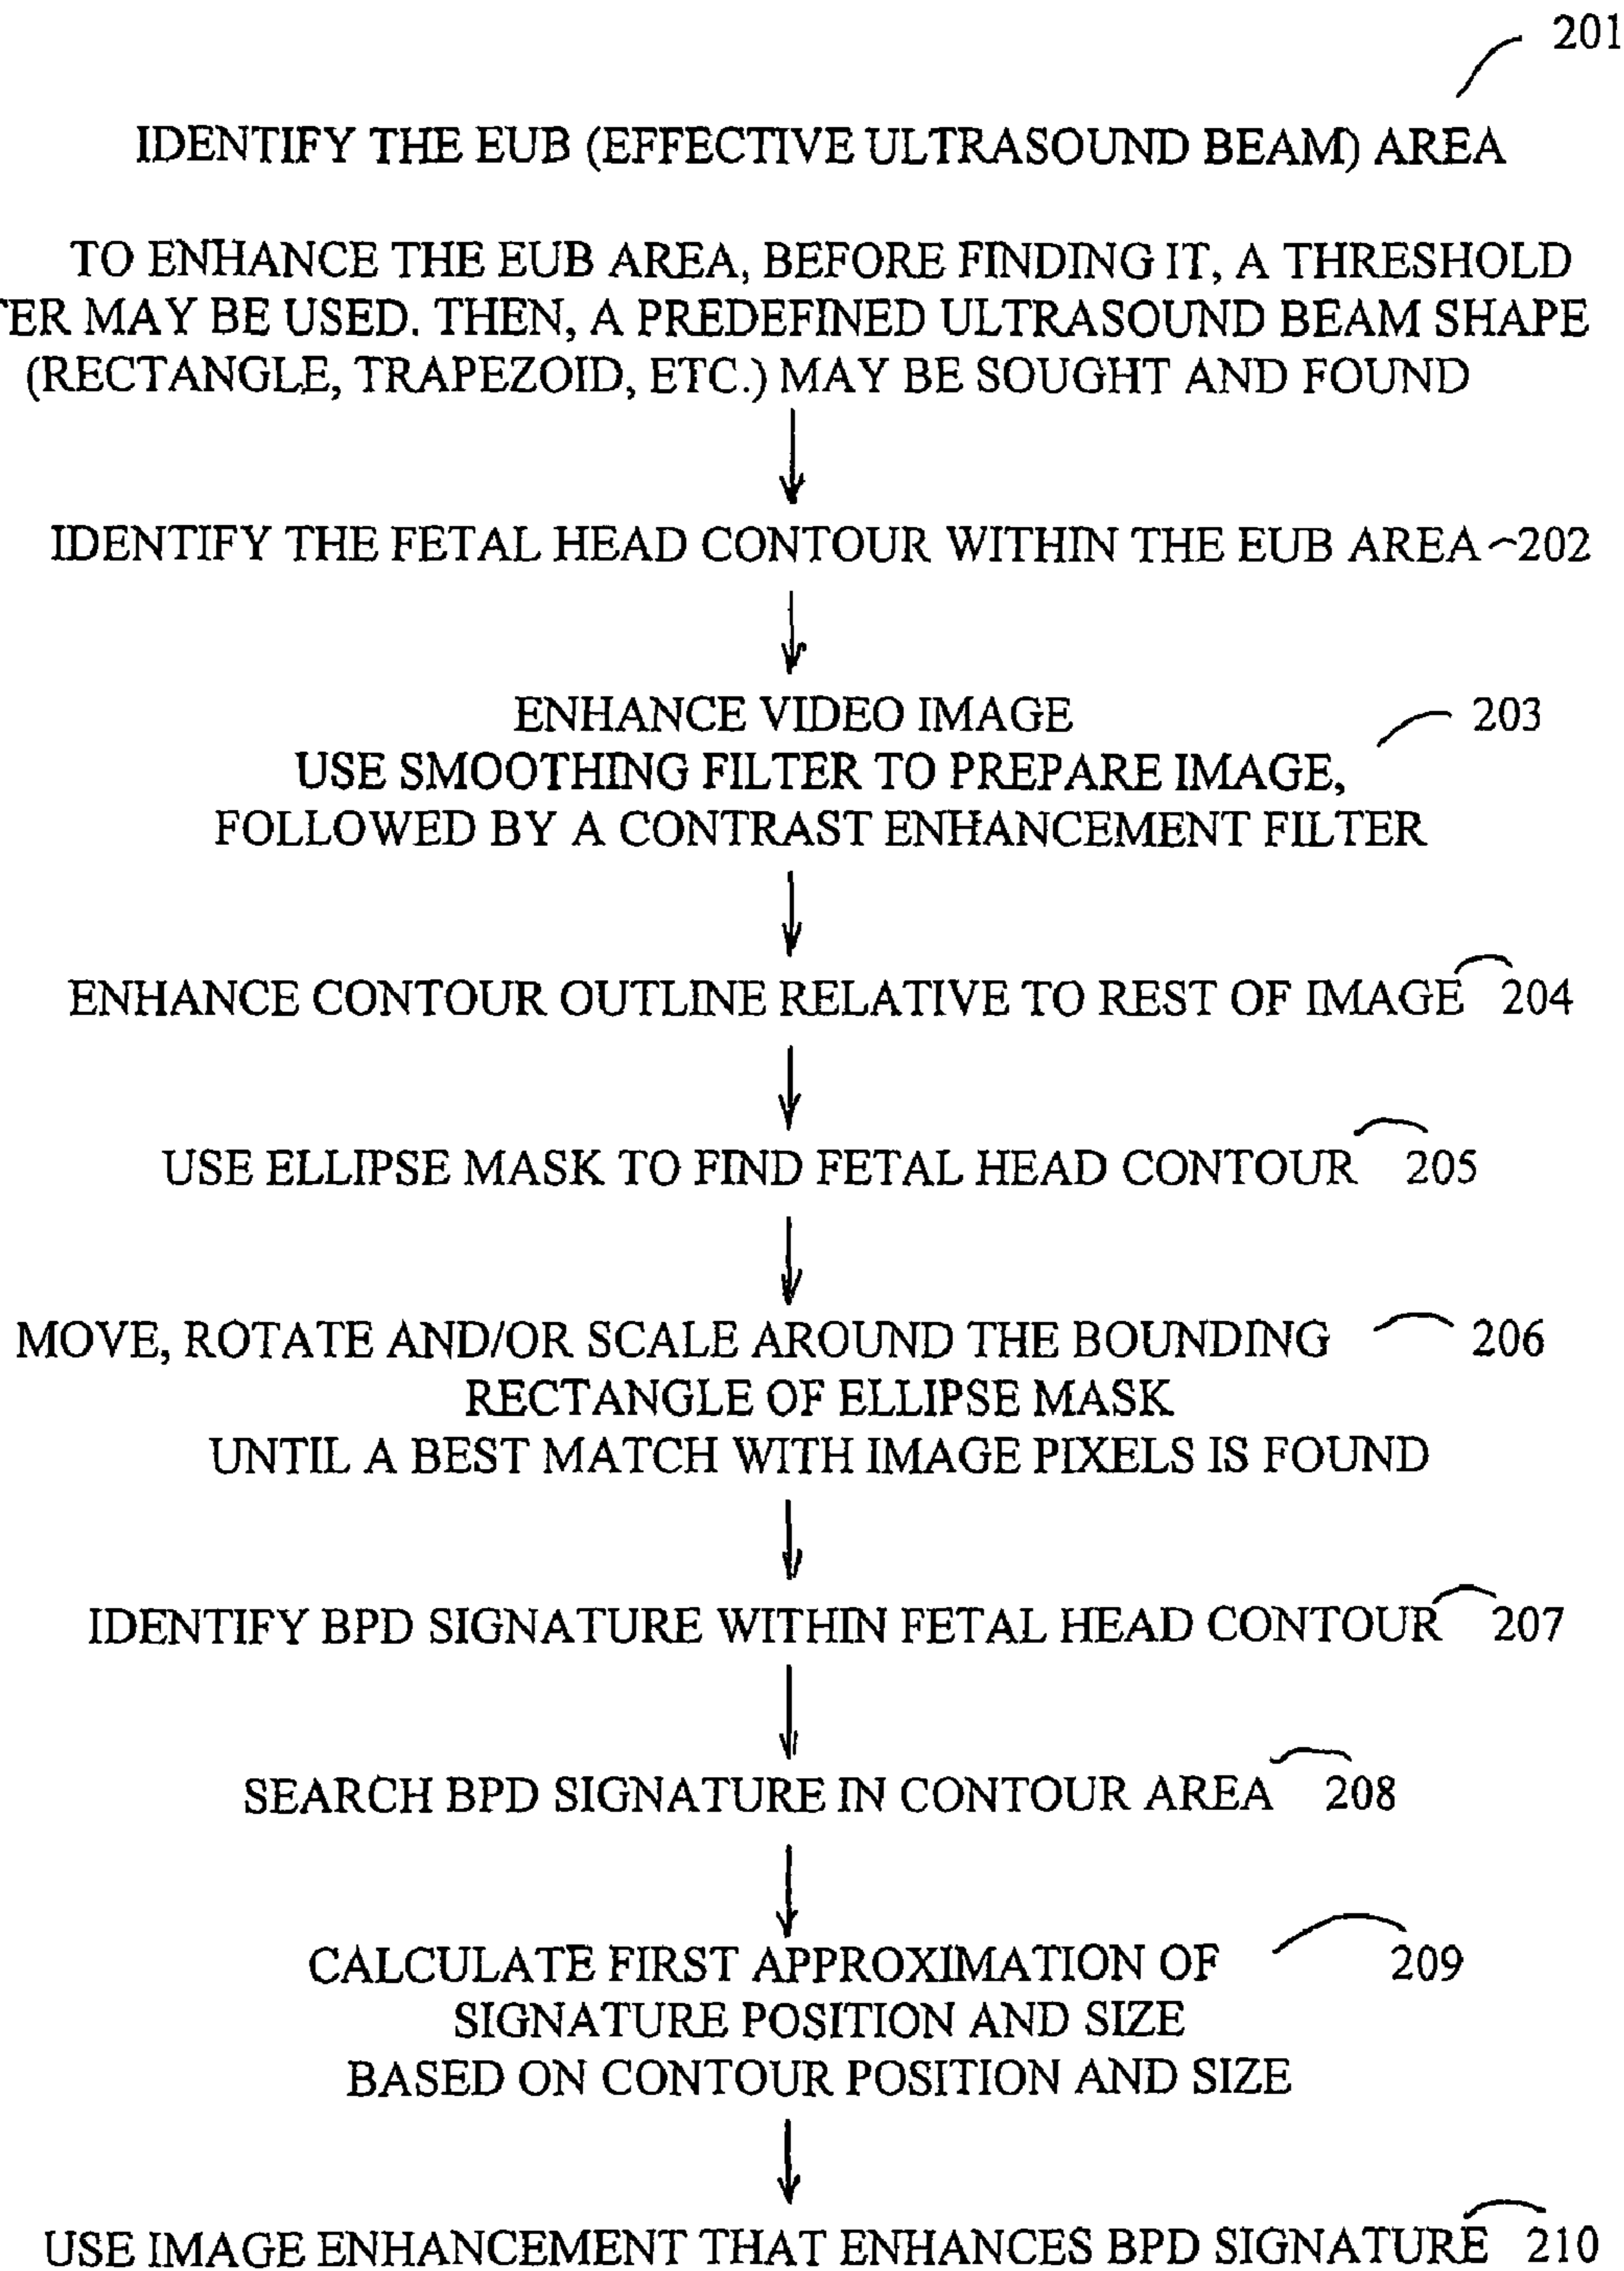 201
IDENTIFY THE EUB (EFFECTIVE ULTRASOUND BEAM) AREA
TO ENHANCE THE EUB AREA, BEFORE FINDING IT, A THRESHOLD
MAY BE USED. THEN, A PREDEFINED ULTRASOUND BEAM SHAPE
(RECTANGLE, TRAPEZOID, ETC.) MAY BE SOUGHT AND FOUND
IDENTIFY THE FETAL HEAD CONTOUR WITHIN THE EUB AREA 202
ENHANCE VIDEO IMAGE
203
USE SMOOTHING FILTER TO PREPARE IMAGE,
FOLLOWED BY A CONTRAST ENHANCEMENT FILTER
ENHANCE CONTOUR OUTLINE RELATIVE TO REST OF IMAGE 204
USE ELLIPSE MASK TO FIND FETAL HEAD CONTOUR 205
MOVE, ROTATE AND/OR SCALE AROUND THE BOUNDING 206
RECTANGLE OF ELLIPSE MASK
UNTIL A BEST MATCH WITH IMAGE PIXELS IS FOUND
IDENTIFY BPD SIGNATURE WITHIN FETAL HEAD CONTOUR 207
SEARCH BPD SIGNATURE IN CONTOUR AREA 208
CALCULATE FIRST APPROXIMATION OF 209
SIGNATURE POSITION AND SIZE
BASED ON CONTOUR POSITION AND SIZE
USE IMAGE ENHANCEMENT THAT ENHANCES BPD SIGNATURE 210